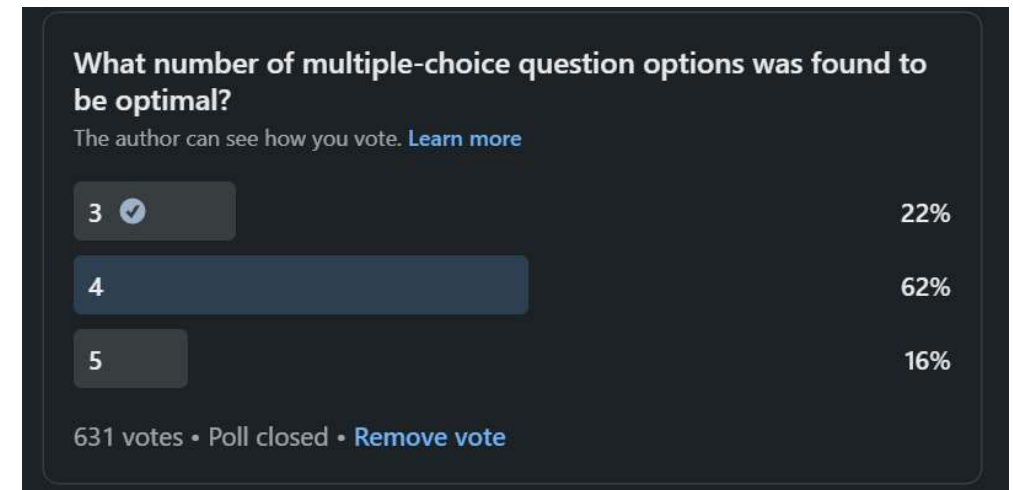 What number of multiple-choice question options was found to
be optimal?
The author can see how you vote. Learn more
3 22%
4 62%
5 16%
631 votes • Poll closed • Remove vote